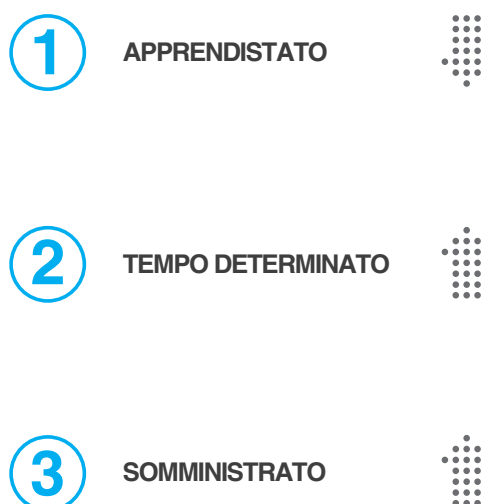 1 APPRENDISTATO
2 TEMPO DETERMINATO
3 SOMMINISTRATO